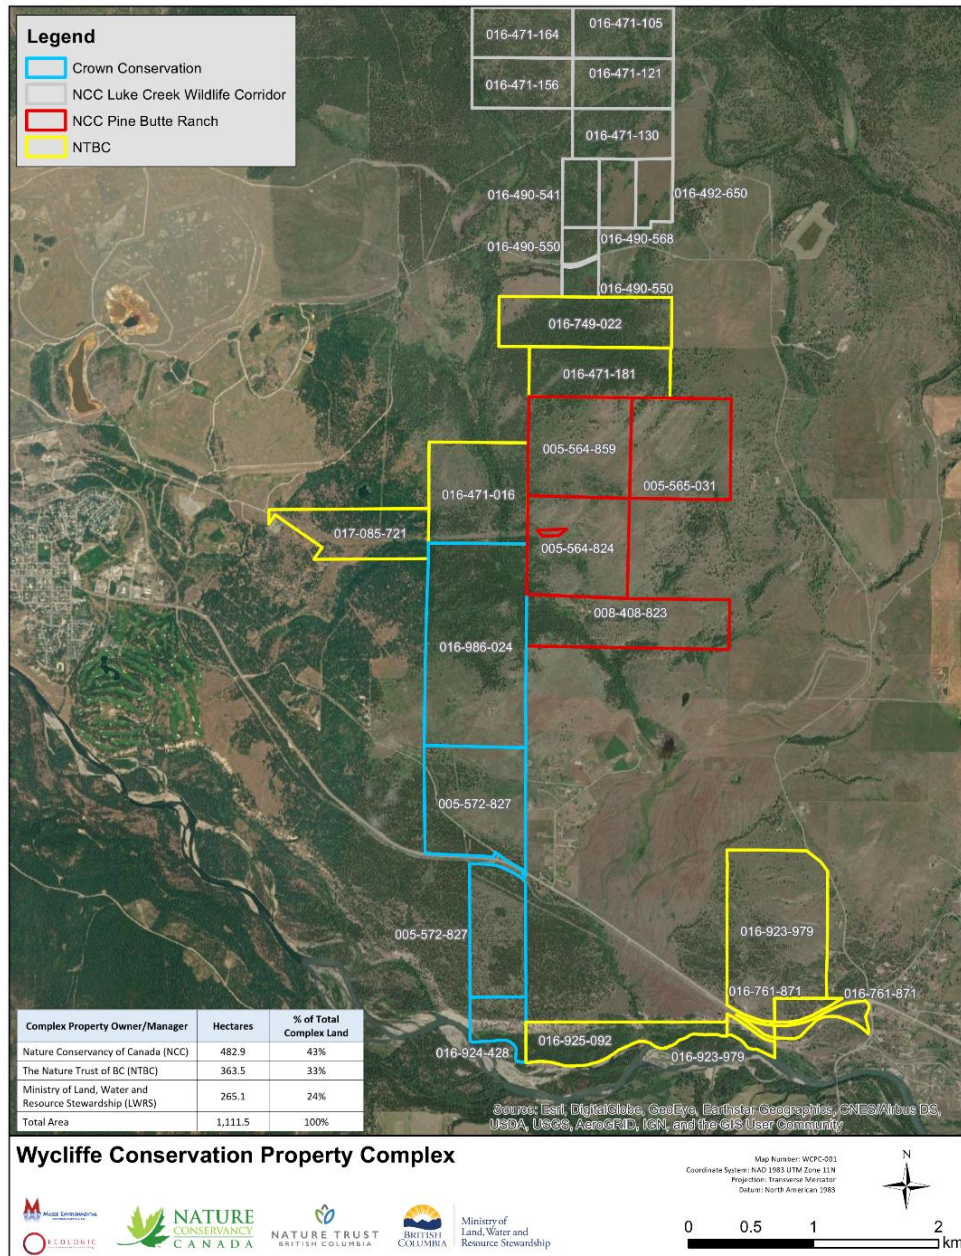 Legend
Crown Conservation
NCC Luke Creek Wildlife Corridor
NCC Pine Butte Ranch
NTBC
016-471-164
016-471-105
016-471-156
016-471-121
016-471-130
016-490-541
016-492-650
016-490-550
016-490-568
016-490-550
016-749-022
016-471-181
005-564-859
016-471-016
005-565-031
017-085-721
005-564-824
008-408-823
016-986-024
005-572-827
005-572-827
016-923-979
016-761-871
016-761-871
016-924-428
016-925-092
016-923-979
Complex Property Owner/Manager Hectares % of Total Complex Land
Nature Conservancy of Canada (NCC) 482.9 43%
The Nature Trust of BC (NTBC) 363.5 33%
Ministry of Land, Water and
Resource Stewardship (LWRS) 265.1 24%
Total Area 1,111.5 100%
Source: Esri, DigitalGlobe, GeoEye, Earthstar Geographics, CNES/Airbus DS,
USDA, USGS, AeroGRID, IGN, and the GIS User Community
Wycliffe Conservation Property Complex
Map Number: WCPC-001
Coordinate System: NAD 1983 UTM Zone 11N
Projection: Transverse Mercator
Datum: North American 1983
N
MASSE ENVIRONMENTAL
ECOLOGIC
NATURE
CONSERVANCY
CANADA
NATURE TRUST
BRITISH COLUMBIA
BRITISH
COLUMBIA
Ministry of
Land, Water and
Resource Stewardship
0 0.5 1 2
km